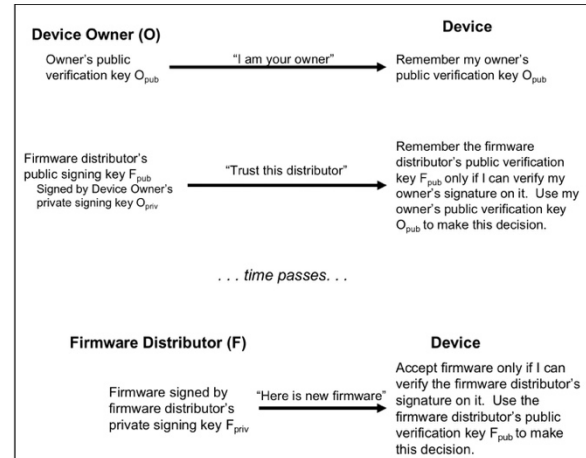 Device Owner (O)
Device
Owner's public
verification key Opub
"I am your owner"
Remember my owner's
public verification key Opub
Firmware distributor's
public signing key Fpub
Signed by Device Owner's
private signing key Opriv
"Trust this distributor"
Remember the firmware
distributor's public verification
key Fpub only if I can verify my
owner's signature on it. Use my
owner's public verification key
Opub to make this decision.
. . . time passes. . .
Firmware Distributor (F)
Device
Firmware signed by
firmware distributor's
private signing key Fpriv
"Here is new firmware"
Accept firmware only if I can
verify the firmware distributor's
signature on it. Use the
firmware distributor's public
verification key Fpub to make
this decision.